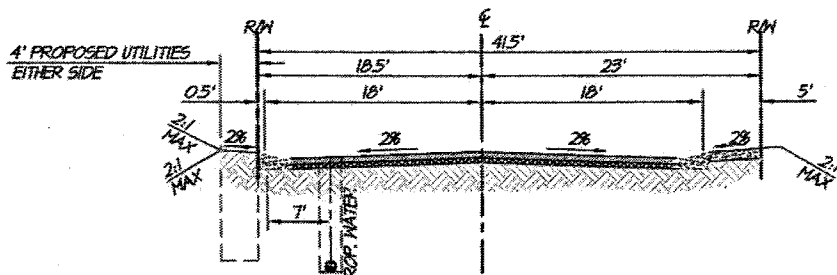 ℄
R/W
R/W
41.5'
4' PROPOSED UTILITIES
EITHER SIDE
18.5'
23'
0.5'
18'
18'
5'
2:1
MAX
2%
2%
2%
2%
2:1
MAX
2:1
MAX
7'
PROP. WATER